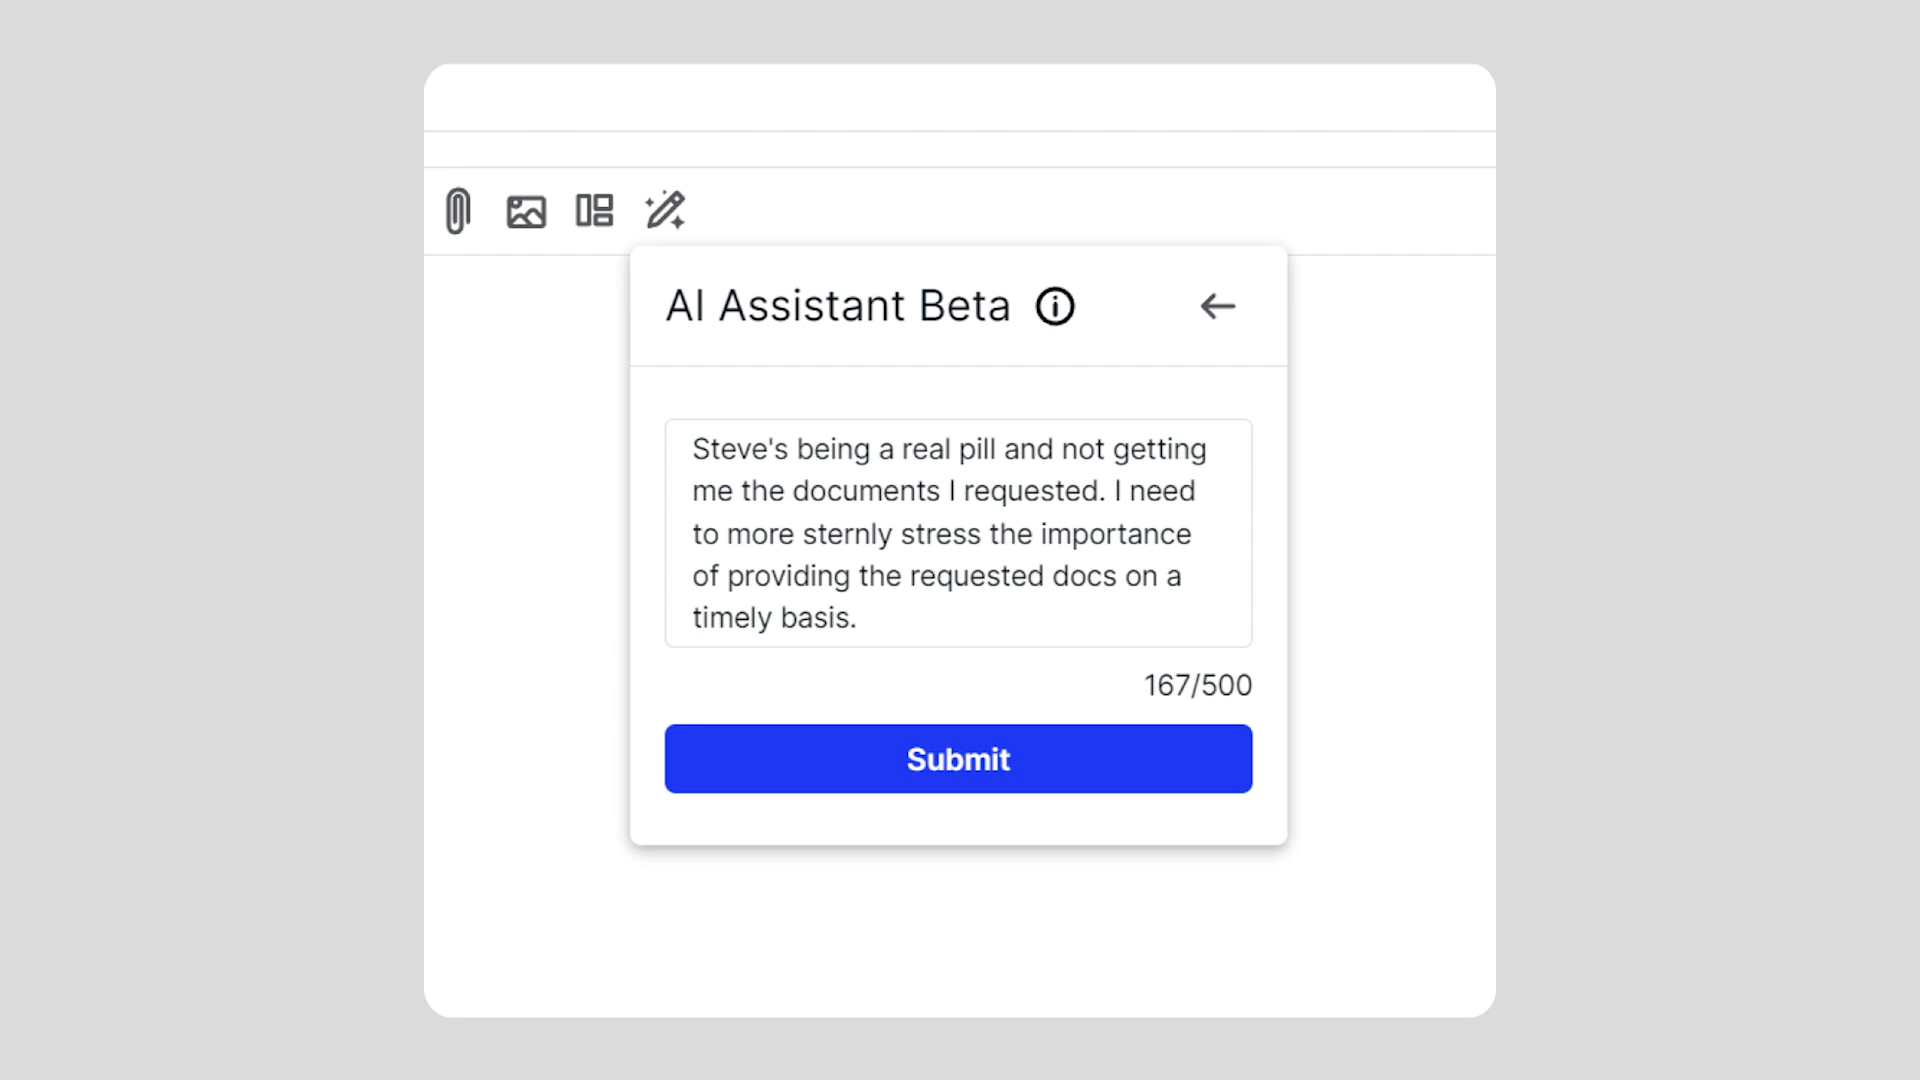 AI Assistant Beta
Steve's being a real pill and not getting
me the documents I requested. I need
to more sternly stress the importance
of providing the requested docs on a
timely basis.
167/500
Submit